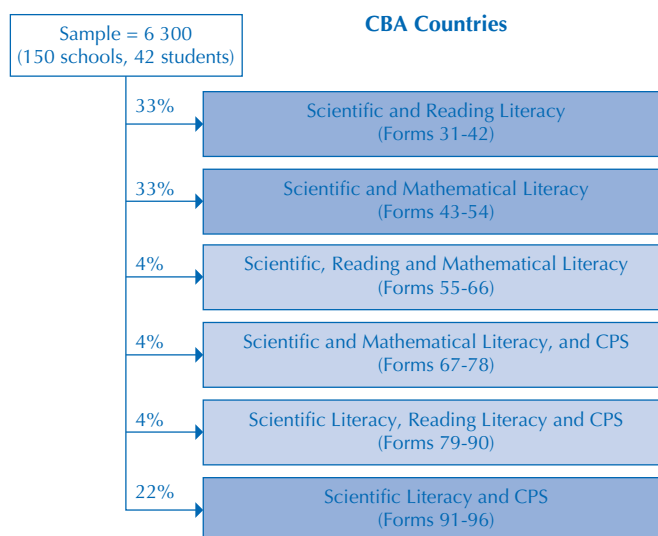 CBA Countries
Sample = 6 300
(150 schools, 42 students)
33%
Scientific and Reading Literacy
(Forms 31-42)
33%
Scientific and Mathematical Literacy
(Forms 43-54)
4%
Scientific, Reading and Mathematical Literacy
(Forms 55-66)
4%
Scientific and Mathematical Literacy, and CPS
(Forms 67-78)
4%
Scientific Literacy, Reading Literacy and CPS
(Forms 79-90)
22%
Scientific Literacy and CPS
(Forms 91-96)